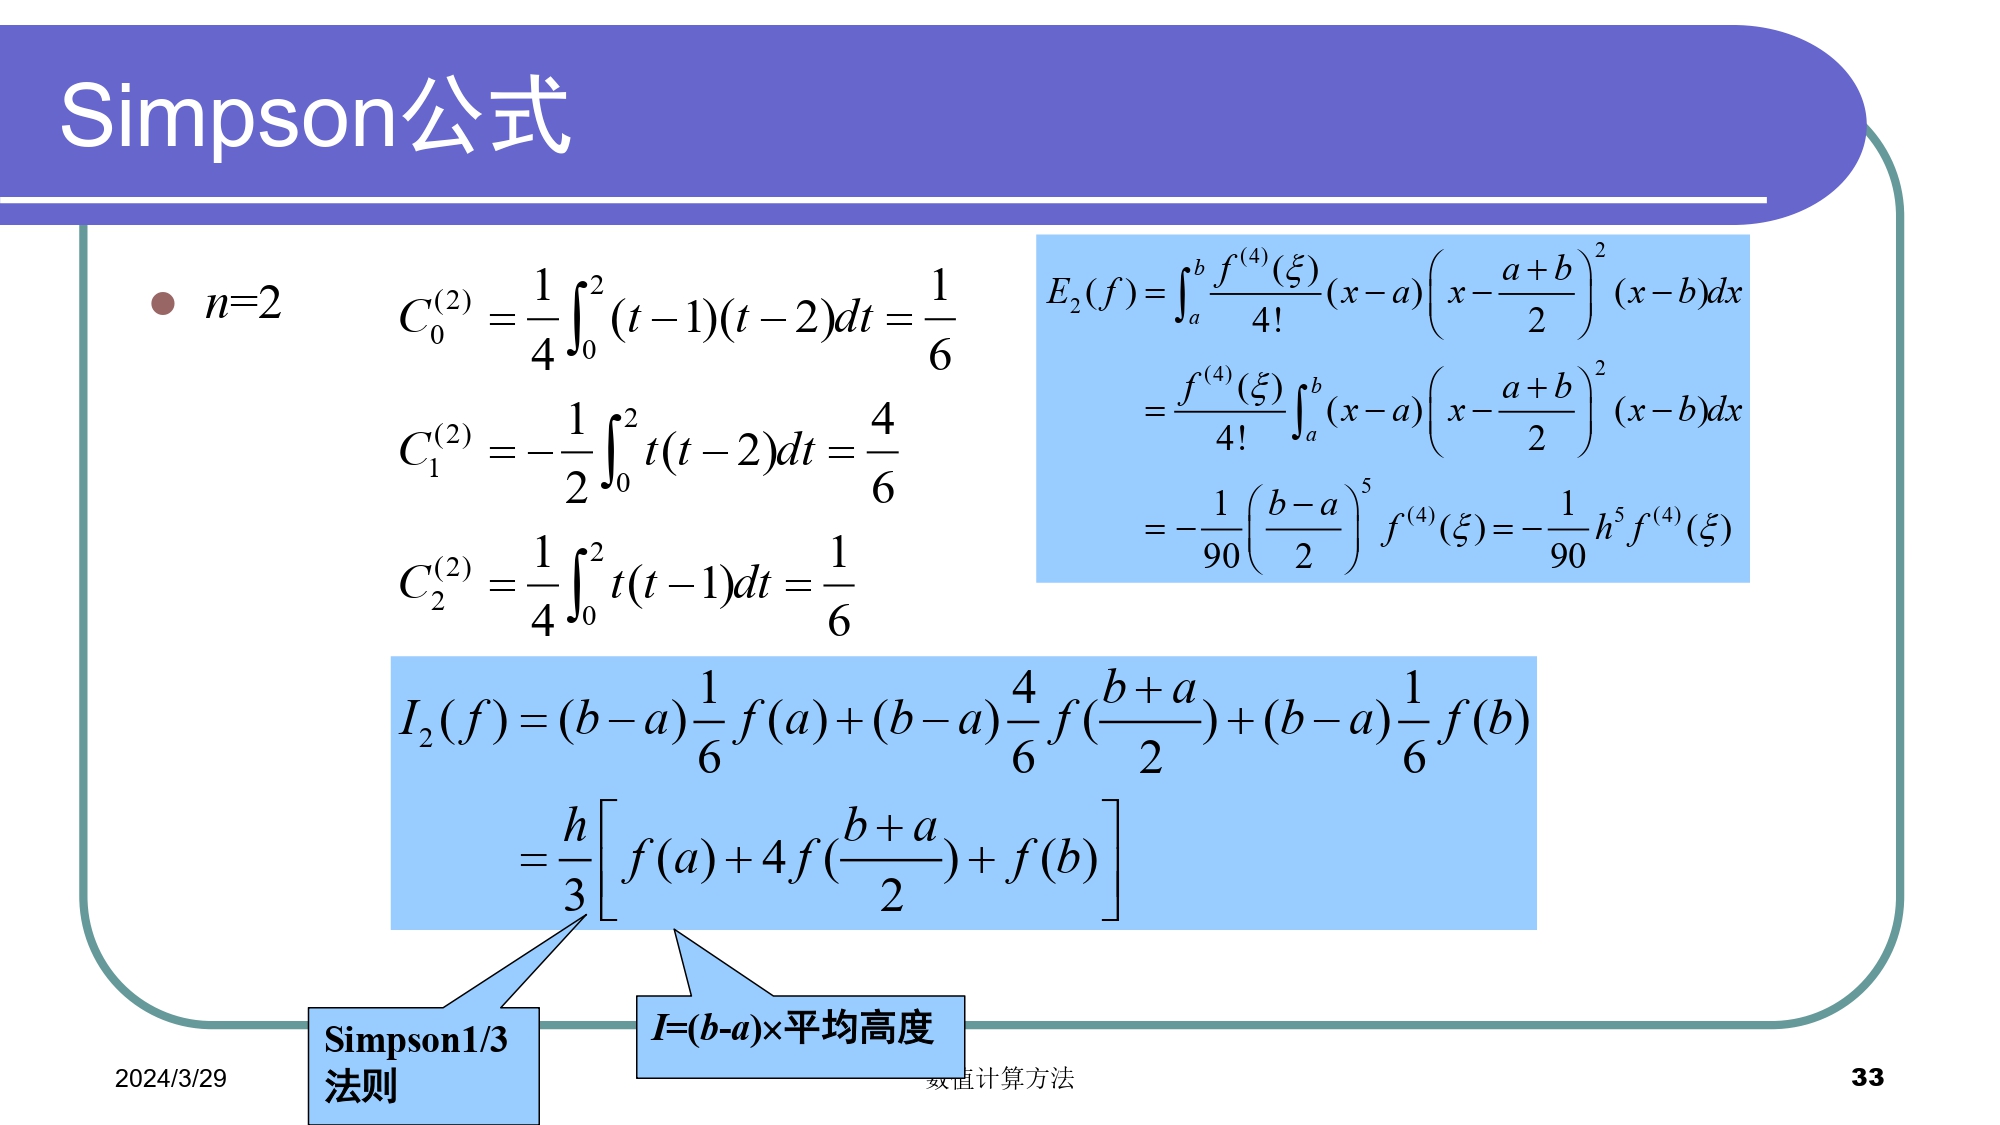 Simpson公式
n=2
C_0^{(2)} = \frac{1}{4}\int_0^2 (t-1)(t-2)dt = \frac{1}{6}
C_1^{(2)} = -\frac{1}{2}\int_0^2 t(t-2)dt = \frac{4}{6}
C_2^{(2)} = \frac{1}{4}\int_0^2 t(t-1)dt = \frac{1}{6}
E_2(f) = \int_a^b \frac{f^{(4)}(ξ)}{4!}(x-a)\left(x-\frac{a+b}{2}\right)^2(x-b)dx
= \frac{f^{(4)}(ξ)}{4!}\int_a^b (x-a)\left(x-\frac{a+b}{2}\right)^2(x-b)dx
= -\frac{1}{90}\left(\frac{b-a}{2}\right)^5 f^{(4)}(ξ) = -\frac{1}{90}h^5 f^{(4)}(ξ)
I_2(f) = (b-a)\frac{1}{6}f(a)+(b-a)\frac{4}{6}f(\frac{b+a}{2})+(b-a)\frac{1}{6}f(b)
= \frac{h}{3}\left[f(a)+4f(\frac{b+a}{2})+f(b)\right]
Simpson1/3
法则
I=(b-a)×平均高度
2024/3/29
数值计算方法
33